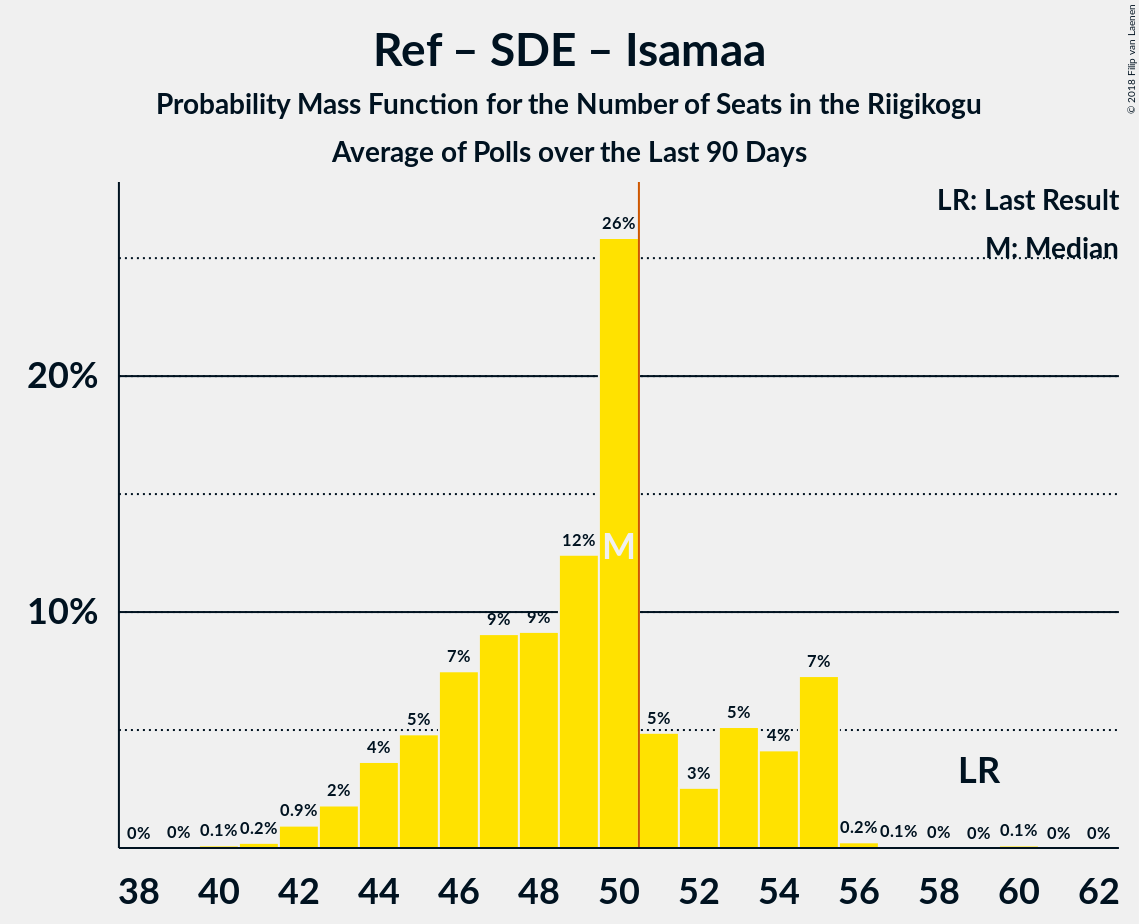 Ref – SDE – Isamaa
Probability Mass Function for the Number of Seats in the Riigikogu
Average of Polls over the Last 90 Days
© 2018 Filip van Laenen
LR: Last Result
M: Median
20%
10%
0% 0% 0.1% 0.2% 0.9% 2% 4% 5% 7% 9% 9% 12% 26% 5% 3% 5% 4% 7% 0.2% 0.1% 0% 0% 0.1% 0% 0%
M
LR
38 40 42 44 46 48 50 52 54 56 58 60 62